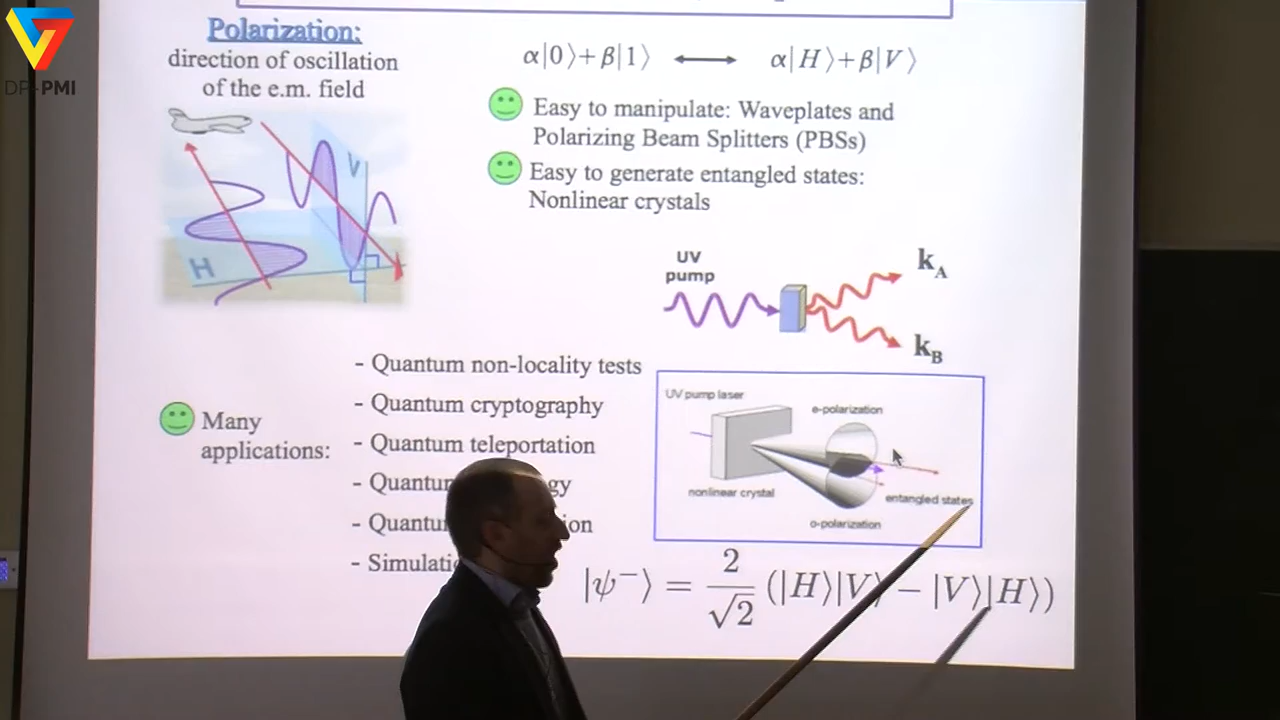 DP-PMI
Polarization:
direction of oscillation
of the e.m. field
V
H
α|0⟩+β|1⟩ ⟷ α|H⟩+β|V⟩
Easy to manipulate: Waveplates and
Polarizing Beam Splitters (PBSs)
Easy to generate entangled states:
Nonlinear crystals
UV
pump
k_A
k_B
Many
applications:
- Quantum non-locality tests
- Quantum cryptography
- Quantum teleportation
UV pump laser
e-polarization
nonlinear crystal
entangled states
o-polarization
|ψ⁻⟩ = 2/√2 (|H⟩|V⟩ − |V⟩|H⟩)